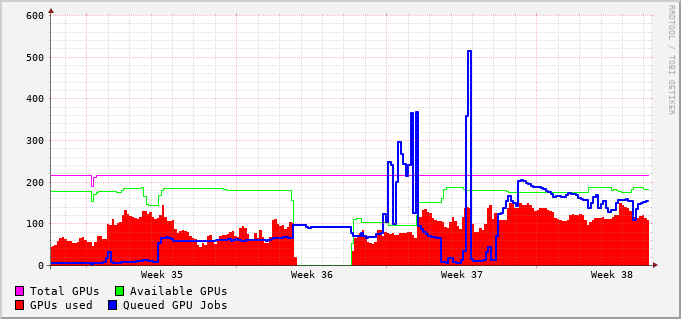 600
500
400
300
200
100
0
Week 35 Week 36 Week 37 Week 38
Total GPUs Available GPUs
GPUs used Queued GPU Jobs
RRDTOOL / TOBI OETIKER